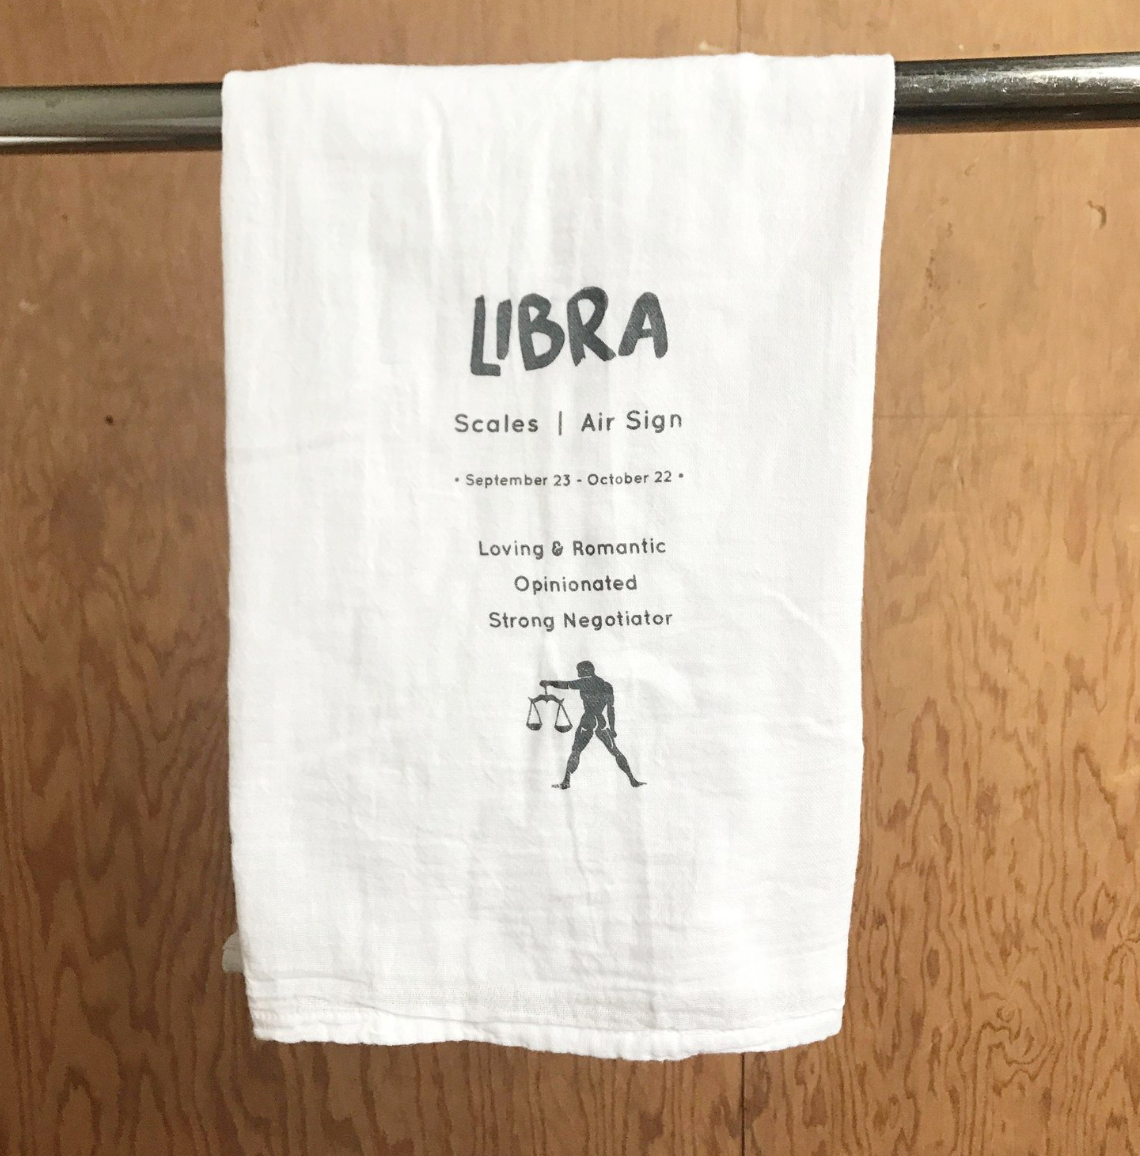 LIBRA
Scales | Air Sign
• September 23 - October 22 •
Loving & Romantic
Opinionated
Strong Negotiator